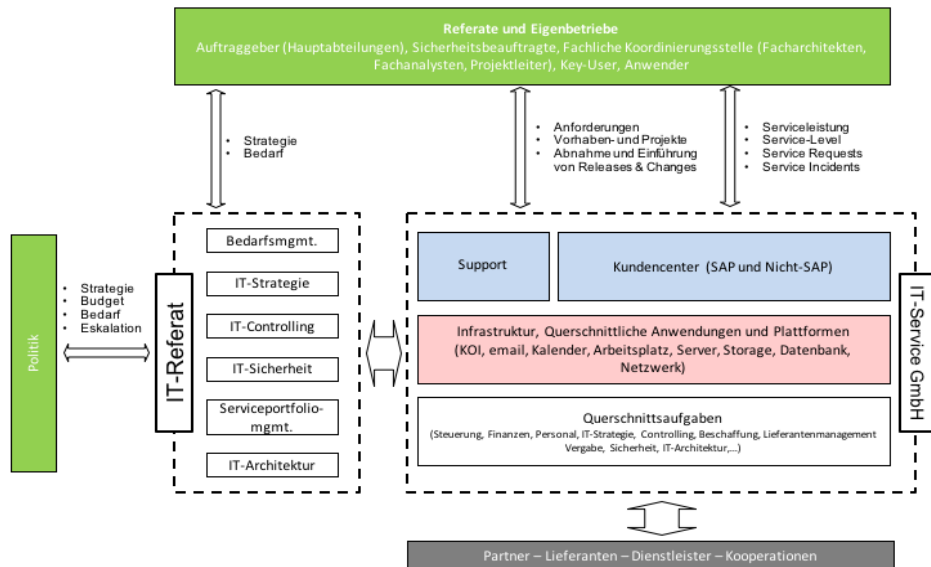 Referate und Eigenbetriebe
Auftraggeber (Hauptabteilungen), Sicherheitsbeauftragte, Fachliche Koordinierungsstelle (Facharchitekten,
Fachanalysten, Projektleiter), Key-User, Anwender
• Strategie
• Bedarf
• Anforderungen
• Vorhaben- und Projekte
• Abnahme und Einführung
von Releases & Changes
• Serviceleistung
• Service-Level
• Service Requests
• Service Incidents
Politik
• Strategie
• Budget
• Bedarf
• Eskalation
IT-Referat
Bedarfsmgmt.
IT-Strategie
IT-Controlling
IT-Sicherheit
Serviceportfolio-
mgmt.
IT-Architektur
Support
Kundencenter (SAP und Nicht-SAP)
Infrastruktur, Querschnittliche Anwendungen und Plattformen
(KOI, email, Kalender, Arbeitsplatz, Server, Storage, Datenbank,
Netzwerk)
Querschnittsaufgaben
(Steuerung, Finanzen, Personal, IT-Strategie, Controlling, Beschaffung, Lieferantenmanagement
Vergabe, Sicherheit, IT-Architektur,...)
IT-Service GmbH
Partner – Lieferanten – Dienstleister – Kooperationen